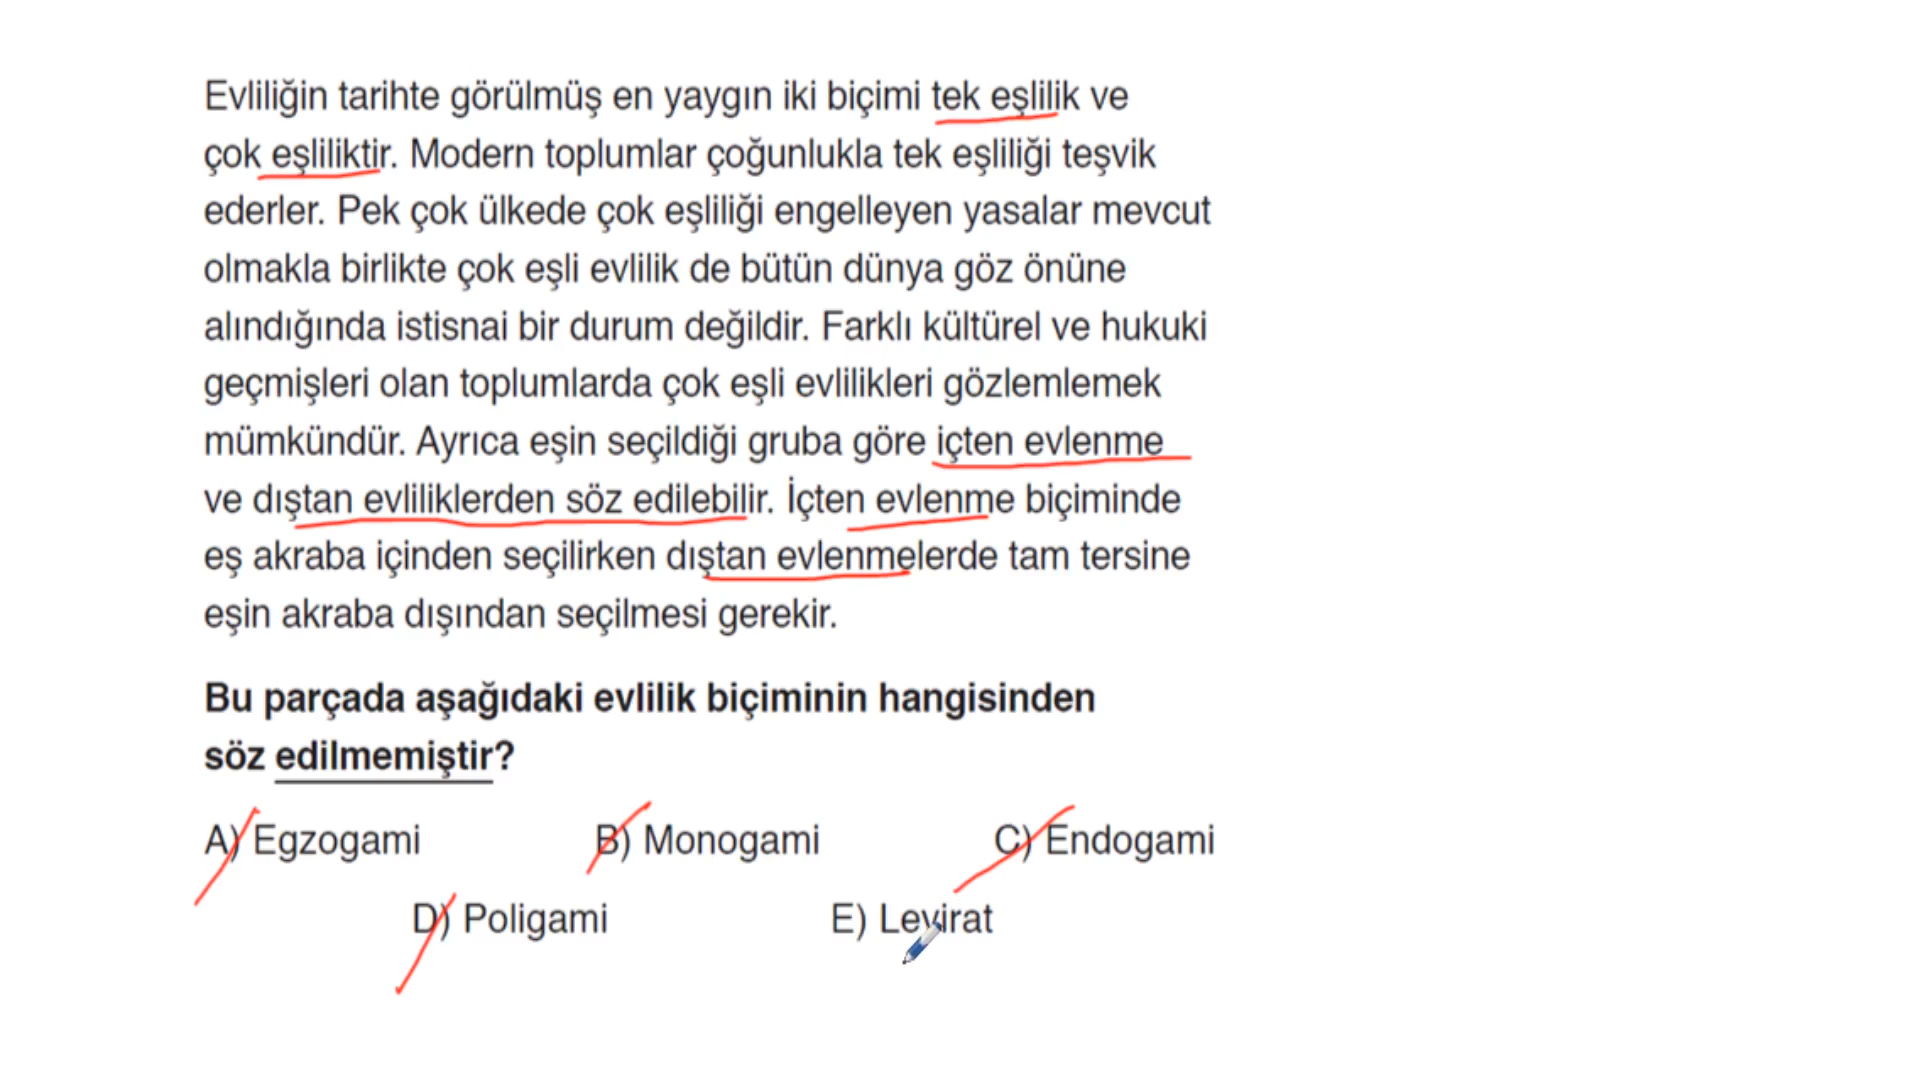 Evliliğin tarihte görülmüş en yaygın iki biçimi tek eşlilik ve
çok eşliliktir. Modern toplumlar çoğunlukla tek eşliliği teşvik
ederler. Pek çok ülkede çok eşliliği engelleyen yasalar mevcut
olmakla birlikte çok eşli evlilik de bütün dünya göz önüne
alındığında istisnai bir durum değildir. Farklı kültürel ve hukuki
geçmişleri olan toplumlarda çok eşli evlilikleri gözlemlemek
mümkündür. Ayrıca eşin seçildiği gruba göre içten evlenme
ve dıştan evliliklerden söz edilebilir. İçten evlenme biçiminde
eş akraba içinden seçilirken dıştan evlenmelerde tam tersine
eşin akraba dışından seçilmesi gerekir.
Bu parçada aşağıdaki evlilik biçiminin hangisinden
söz edilmemiştir?
A) Egzogami B) Monogami C) Endogami
D) Poligami E) Levirat